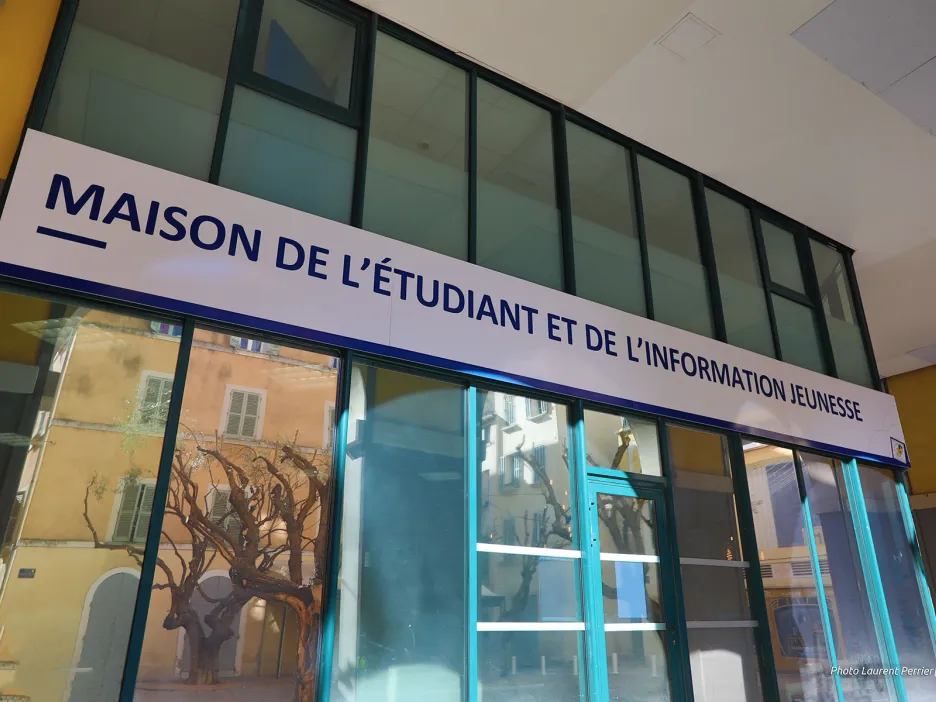 MAISON DE L'ÉTUDIANT ET DE L'INFORMATION JEUNESSE
Photo Laurent Perrier